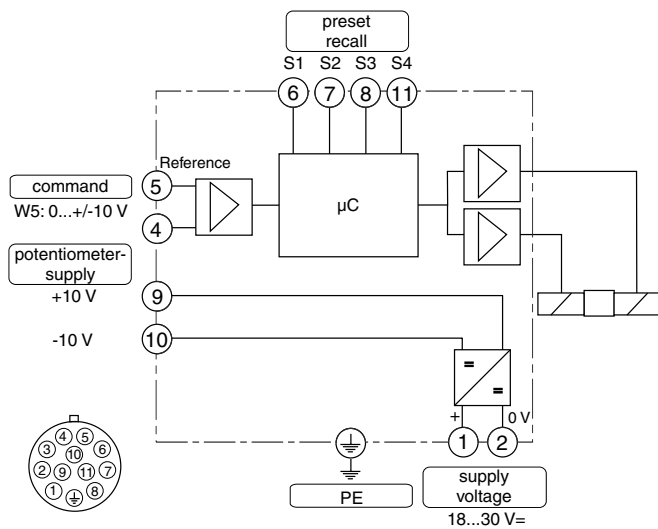 preset
recall
S1 S2 S3 S4
6 7 8 11
Reference
5
command
W5: 0...+/-10 V
4
µC
potentiometer-
supply
+10 V
9
-10 V
10
=
=
+ 0 V
1 2
supply
voltage
18...30 V=
PE
4 5
3 10 6
2 9 11 7
1 8